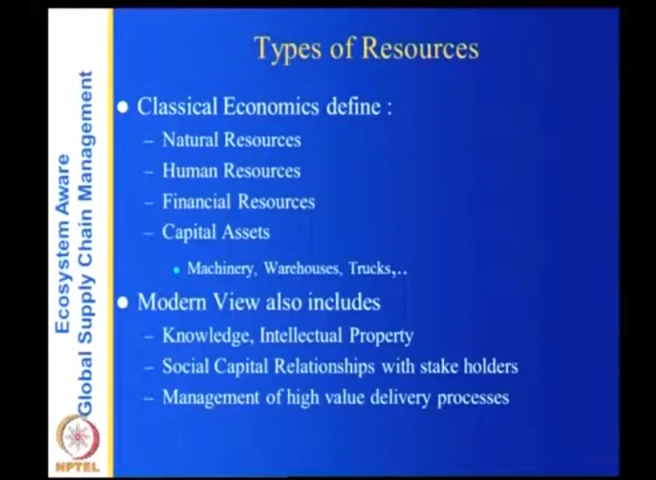 Types of Resources
Classical Economics define :
– Natural Resources
– Human Resources
– Financial Resources
– Capital Assets
Machinery, Warehouses, Trucks,..
Modern View also includes
– Knowledge, Intellectual Property
– Social Capital Relationships with stake holders
– Management of high value delivery processes
Ecosystem Aware
Global Supply Chain Management
NPTEL